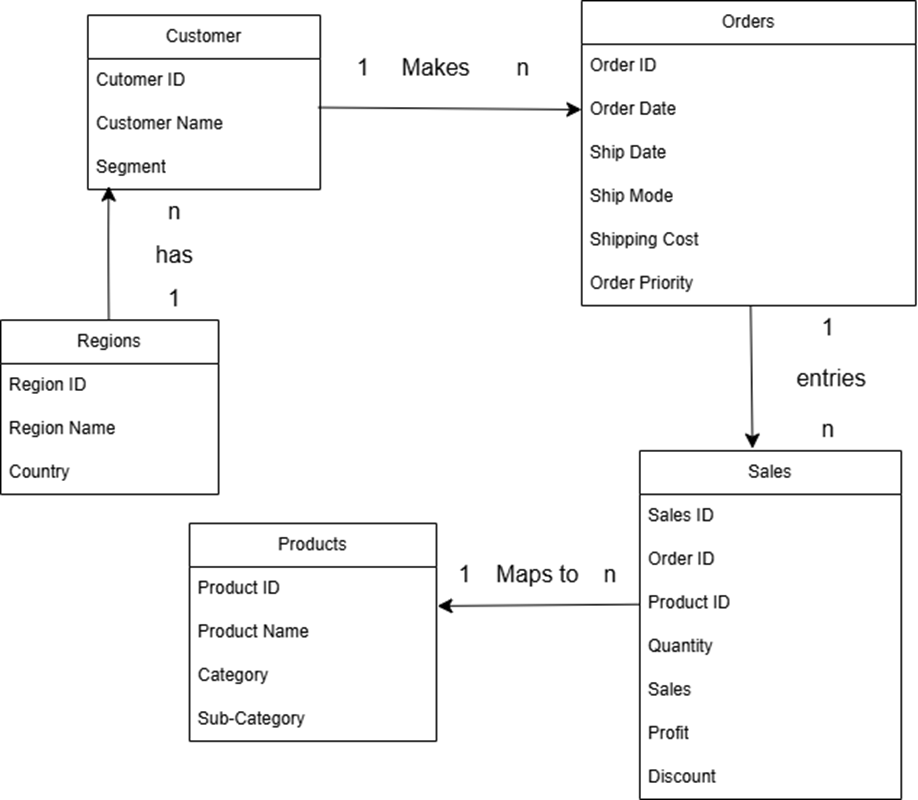 Customer
Cutomer ID
Customer Name
Segment
1 Makes n
Orders
Order ID
Order Date
Ship Date
Ship Mode
Shipping Cost
Order Priority
n
has
1
Regions
Region ID
Region Name
Country
1
entries
n
Products
Product ID
Product Name
Category
Sub-Category
1 Maps to n
Sales
Sales ID
Order ID
Product ID
Quantity
Sales
Profit
Discount